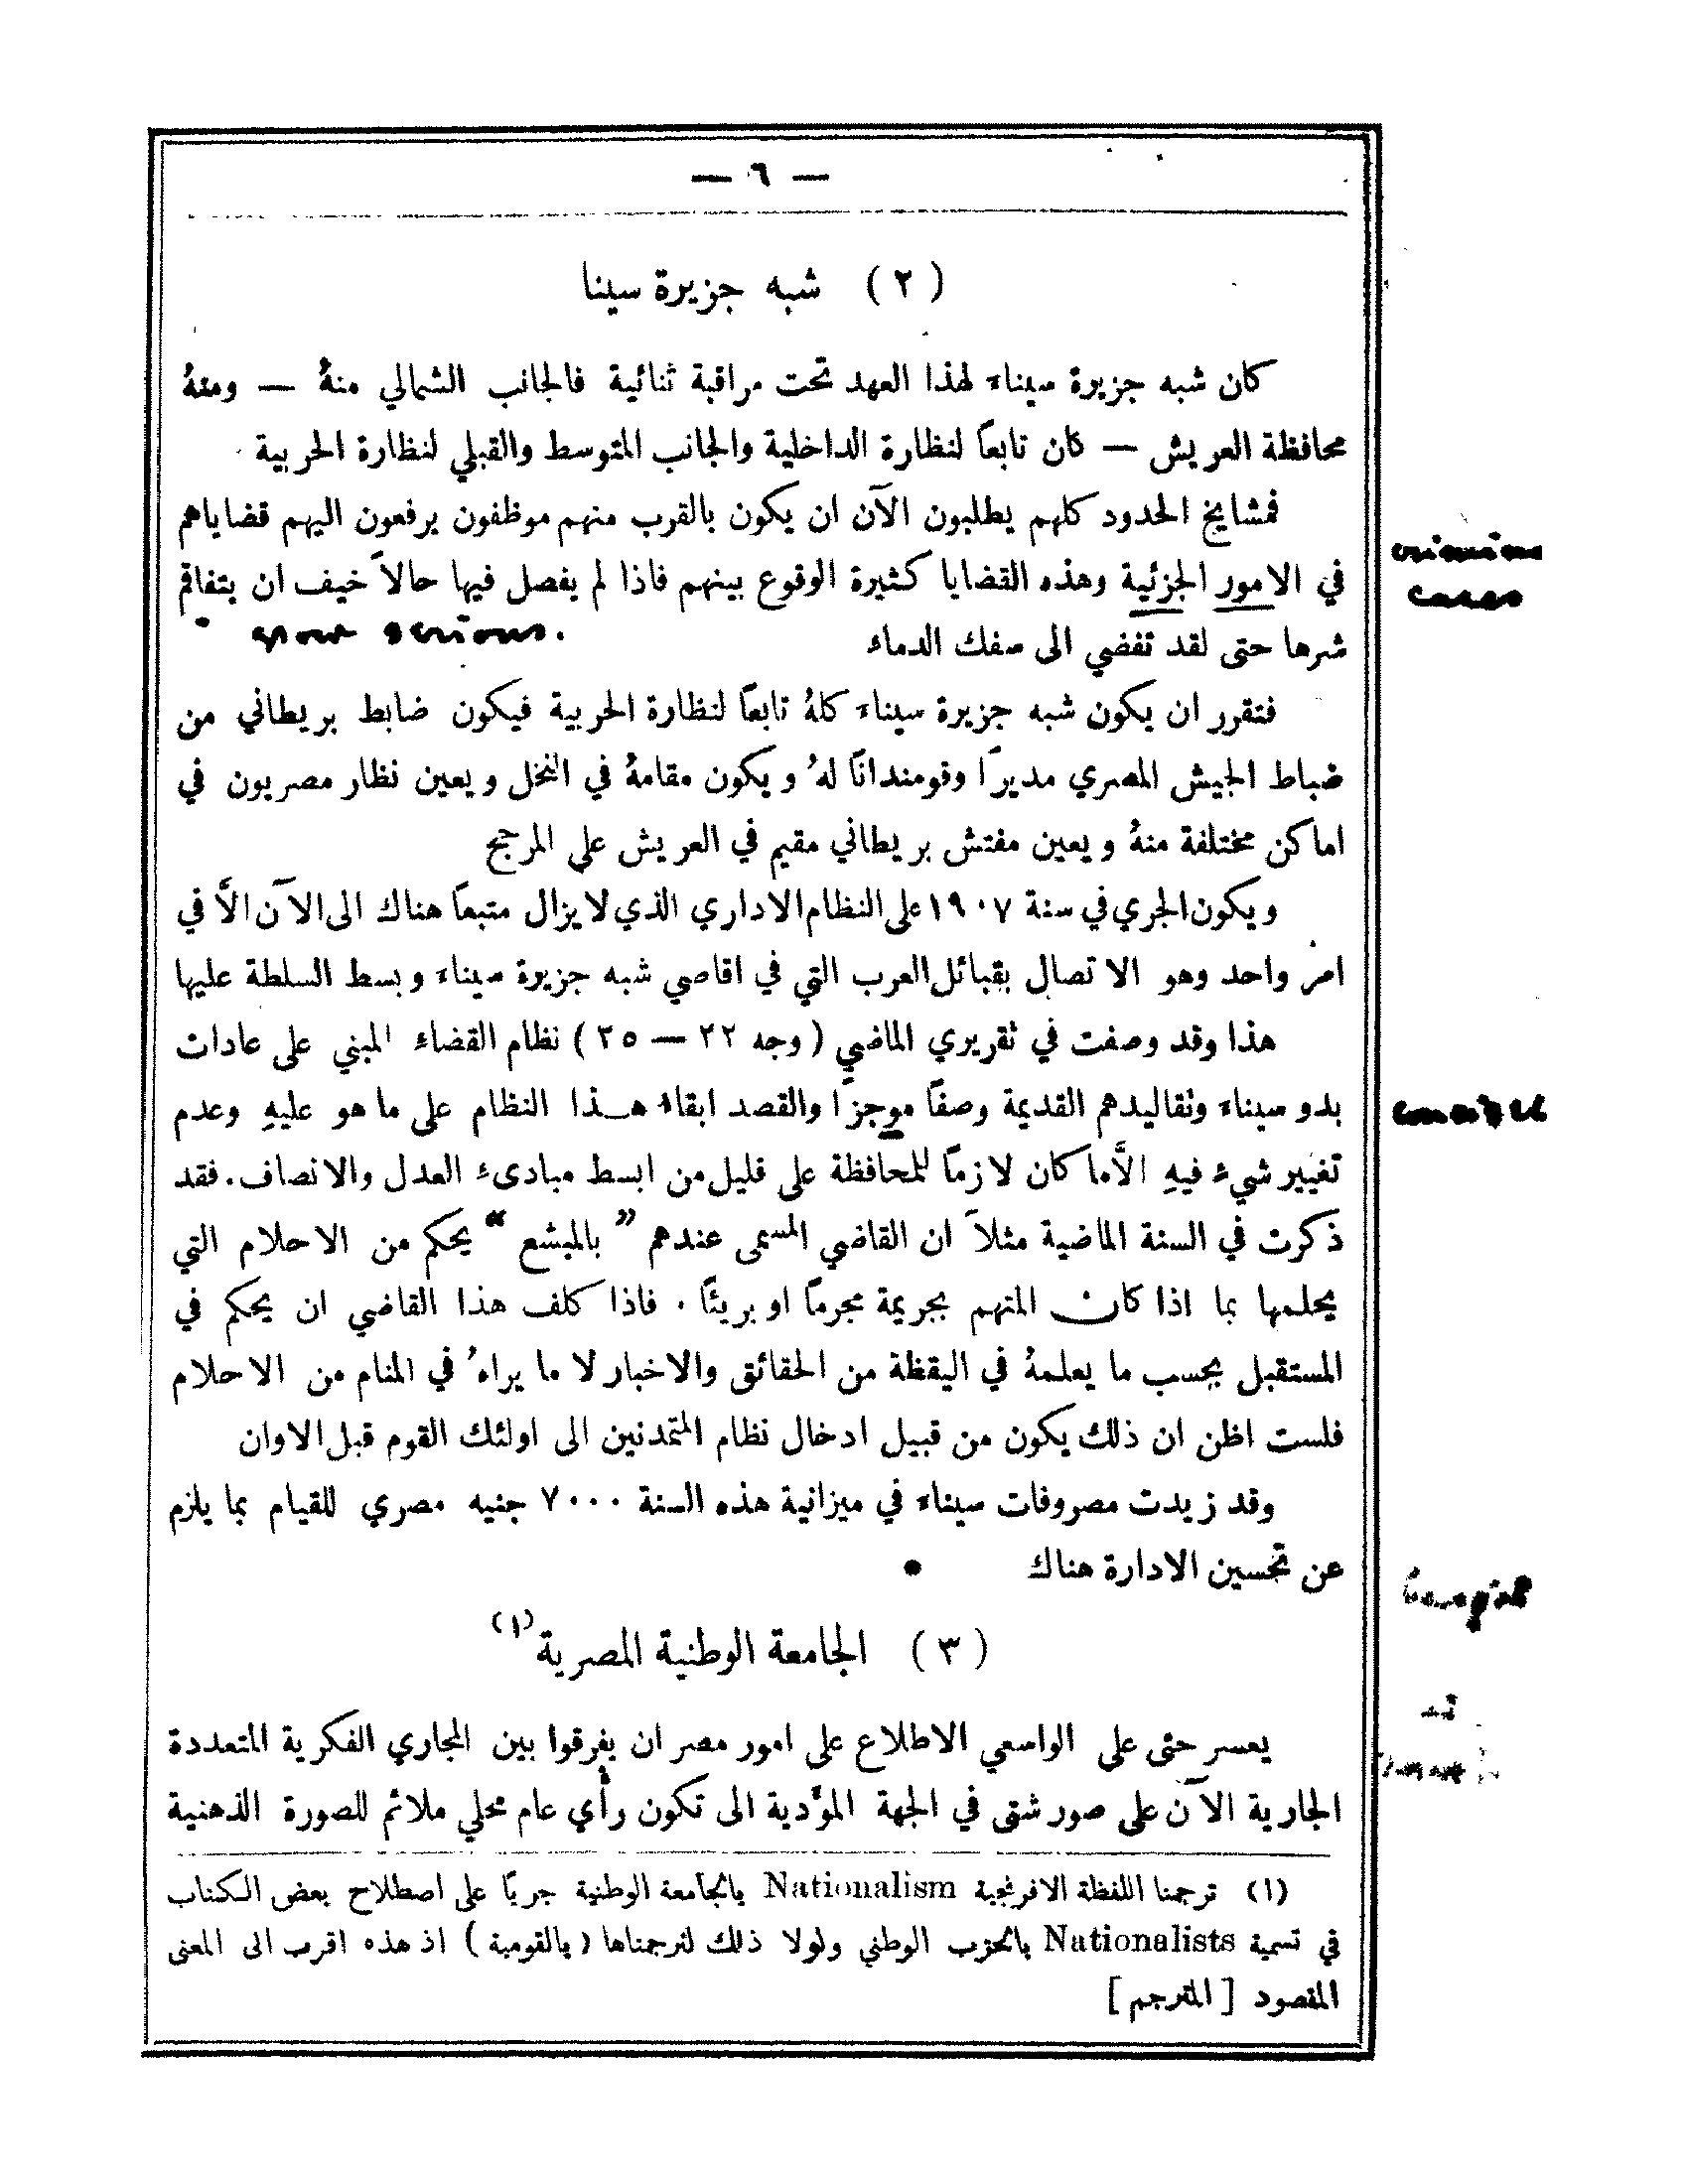 — ٦ —
( ٢ ) شبه جزيرة سينا
كان شبه جزيرة سيناء لهذا العهد تحت مراقبة ثنائية فالجانب الشمالي منهُ — ومنهُ
محافظة العريش — كان تابعاً لنظارة الداخلية والجانب المتوسط والقبلي لنظارة الحربية
فمشايخ الحدود كلهم يطلبون الآن ان يكون بالقرب منهم موظفون يرفعون اليهم قضاياهم
في الامور الجزئية وهذه القضايا كثيرة الوقوع بينهم فاذا لم يفصل فيها حالاً خيف ان يتفاقم
شرها حتى لقد تفضي الى سفك الدماء
serious.
فتقرر ان يكون شبه جزيرة سيناء كلهُ تابعاً لنظارة الحربية فيكون ضابط بريطاني من
ضباط الجيش المصري مديراً وقومنداناً لهُ ويكون مقامهُ في النخل ويعين نظار مصريون في
اماكن مختلفة منهُ ويعين مفتش بريطاني مقيم في العريش على المرجح
ويكون الجري في سنة ١٩٠٧ على النظام الاداري الذي لا يزال متبعاً هناك الى الآن الاَّ في
امر واحد وهو الاتصال بقبائل العرب التي في اقاصي شبه جزيرة سيناء وبسط السلطة عليها
هذا وقد وصفت في تقريري الماضي ( وجه ٢٢ — ٢٥ ) نظام القضاء المبني على عادات
بدو سيناء وتقاليدهم القديمة وصفاً موجزاً والقصد ابقاء هـذا النظام على ما هو عليهِ وعدم
تغيير شيءٍ فيهِ الاَّ ما كان لازماً للمحافظة على قليل من ابسط مبادىءِ العدل والانصاف. فقد
ذكرت في السنة الماضية مثلاً ان القاضي المسمى عندهم " بالمبشع " يحكم من الاحلام التي
يحلمها بما اذا كان المتهم بجريمة مجرماً او بريئاً. فاذا كلف هذا القاضي ان يحكم في
المستقبل بحسب ما يعلمهُ في اليقظة من الحقائق والاخبار لا ما يراهُ في المنام من الاحلام
فلست اظن ان ذلك يكون من قبيل ادخال نظام المتمدنين الى اولئك القوم قبل الاوان
وقد زيدت مصروفات سيناء في ميزانية هذه السنة ٧٠٠٠ جنيه مصري للقيام بما يلزم
عن تحسين الادارة هناك
( ٣ ) الجامعة الوطنية المصرية (١)
يعسر حتى على الواسعي الاطلاع على امور مصر ان يفرقوا بين المجاري الفكرية المتعددة
الجارية الآن على صور شتى في الجهة المؤدية الى تكون رأي عام محلي ملائم للصورة الذهنية
(١) ترجمنا اللفظة الافرنجية Nationalism بالجامعة الوطنية جرياً على اصطلاح بعض الكتاب
في تسمية Nationalists بالحزب الوطني ولولا ذلك لترجمناها ( بالقومية ) اذ هذه اقرب الى المعنى
المقصود [ المترجم ]
cases